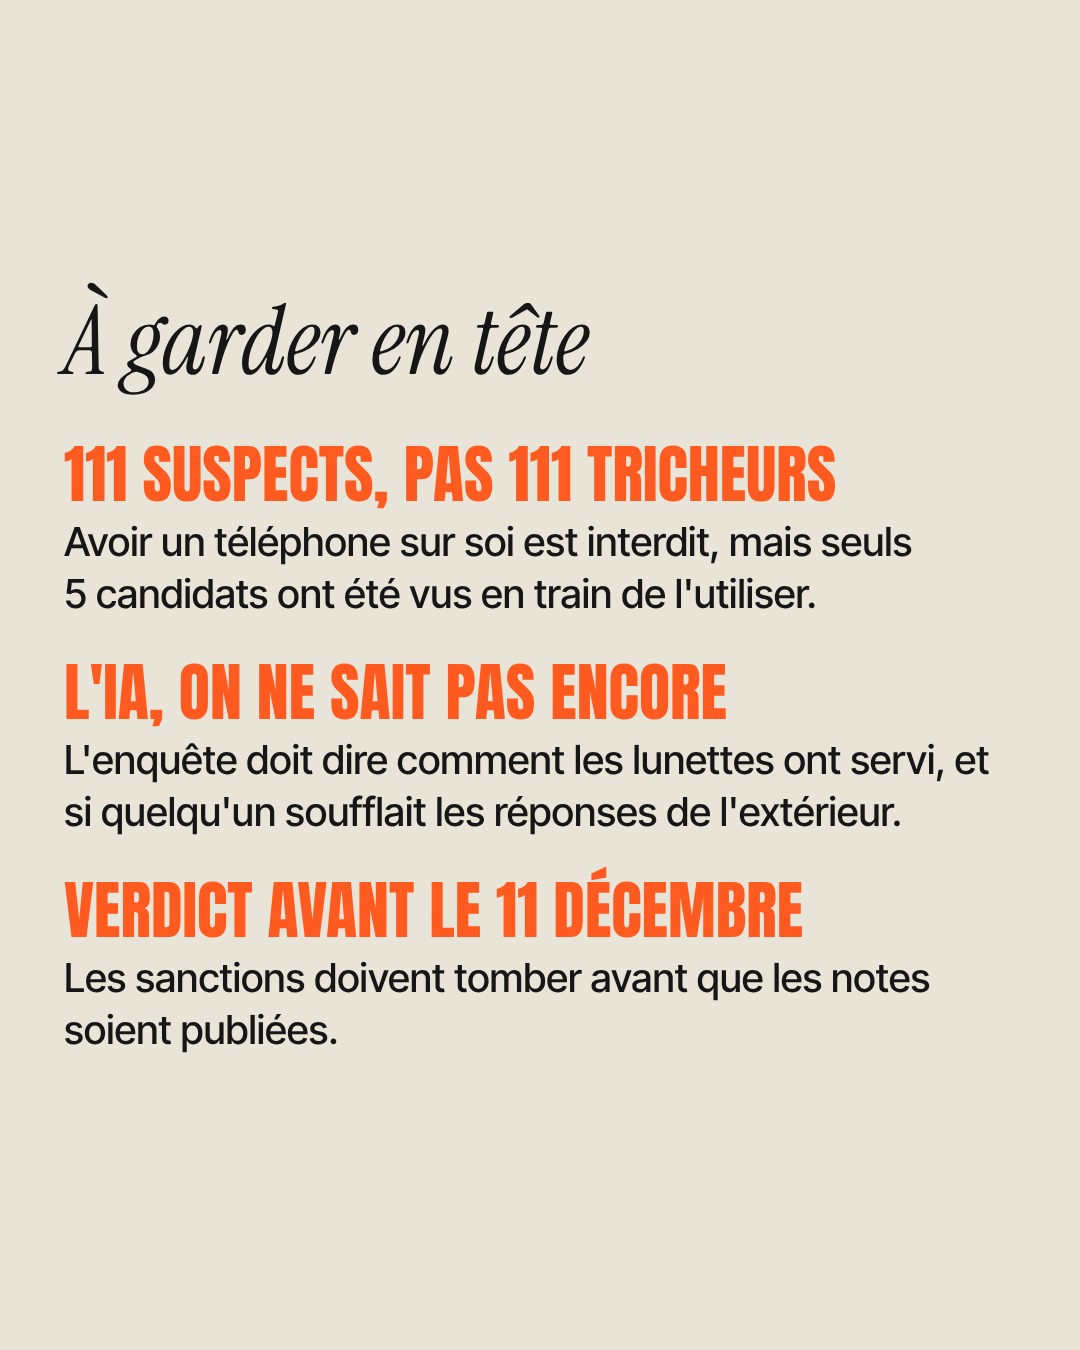 À garder en tête
111 SUSPECTS, PAS 111 TRICHEURS
Avoir un téléphone sur soi est interdit, mais seuls
5 candidats ont été vus en train de l'utiliser.
L'IA, ON NE SAIT PAS ENCORE
L'enquête doit dire comment les lunettes ont servi, et
si quelqu'un soufflait les réponses de l'extérieur.
VERDICT AVANT LE 11 DÉCEMBRE
Les sanctions doivent tomber avant que les notes
soient publiées.